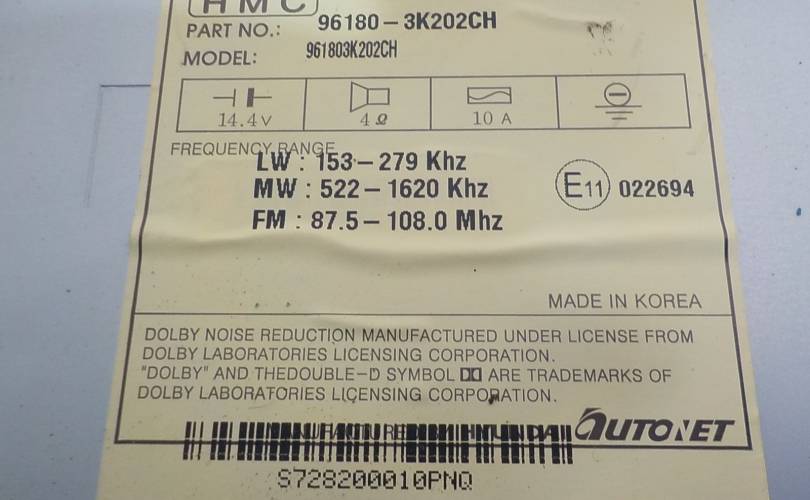 HMC
PART NO.: 96180-3K202CH
MODEL: 961803K202CH
14.4V 4Ω 10 A
FREQUENCY RANGE
LW : 153-279 Khz
MW : 522-1620 Khz
E11 022694
FM : 87.5-108.0 Mhz
MADE IN KOREA
DOLBY NOISE REDUCTION MANUFACTURED UNDER LICENSE FROM
DOLBY LABORATORIES LICENSING CORPORATION.
"DOLBY" AND THEDOUBLE-D SYMBOL ARE TRADEMARKS OF
DOLBY LABORATORIES LICENSING CORPORATION.
AUTONET
S728200010PNQ